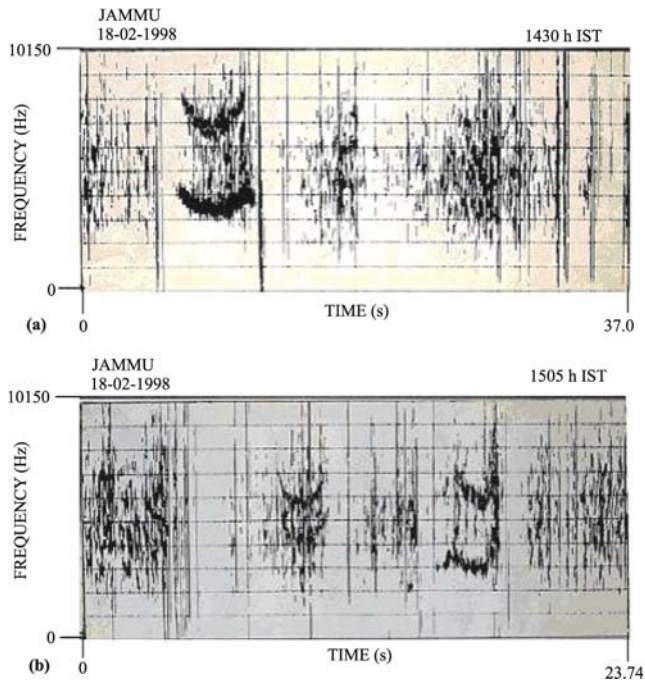 JAMMU
18-02-1998
1430 h IST
10150
FREQUENCY (Hz)
0
TIME (s)
(a)
0
37.0
JAMMU
18-02-1998
1505 h IST
10150
FREQUENCY (Hz)
0
TIME (s)
(b)
0
23.74